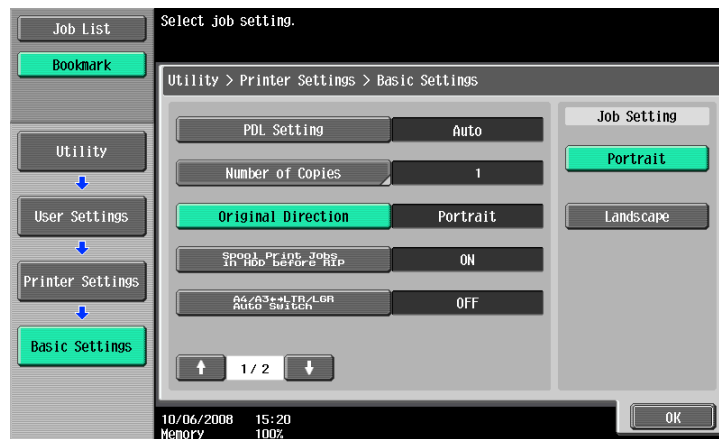 Job List
Bookmark
Select job setting.
Utility > Printer Settings > Basic Settings
Utility
User Settings
Printer Settings
Basic Settings
PDL Setting
Auto
Number of Copies
1
Original Direction
Portrait
Spool Print Jobs
in HDD before RIP
ON
A4/A3↔LTR/LGR
Auto Switch
OFF
↑ 1/ 2 ↓
Job Setting
Portrait
Landscape
10/06/2008 15:20
Memory 100%
OK